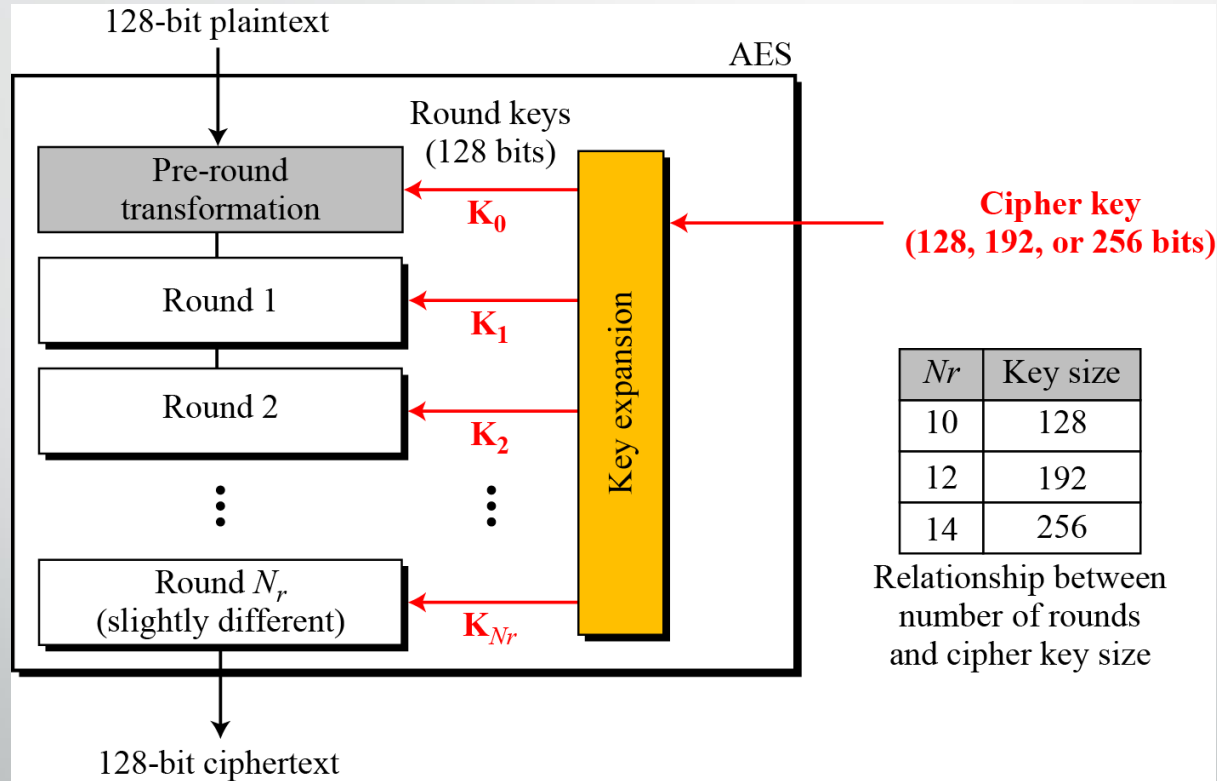 128-bit plaintext
AES
Round keys
(128 bits)
Pre-round
transformation
K0
Cipher key
(128, 192, or 256 bits)
Round 1
K1
Key expansion
Round 2
K2
Nr Key size
10 128
12 192
14 256
Relationship between
number of rounds
and cipher key size
Round Nr
(slightly different)
KNr
128-bit ciphertext